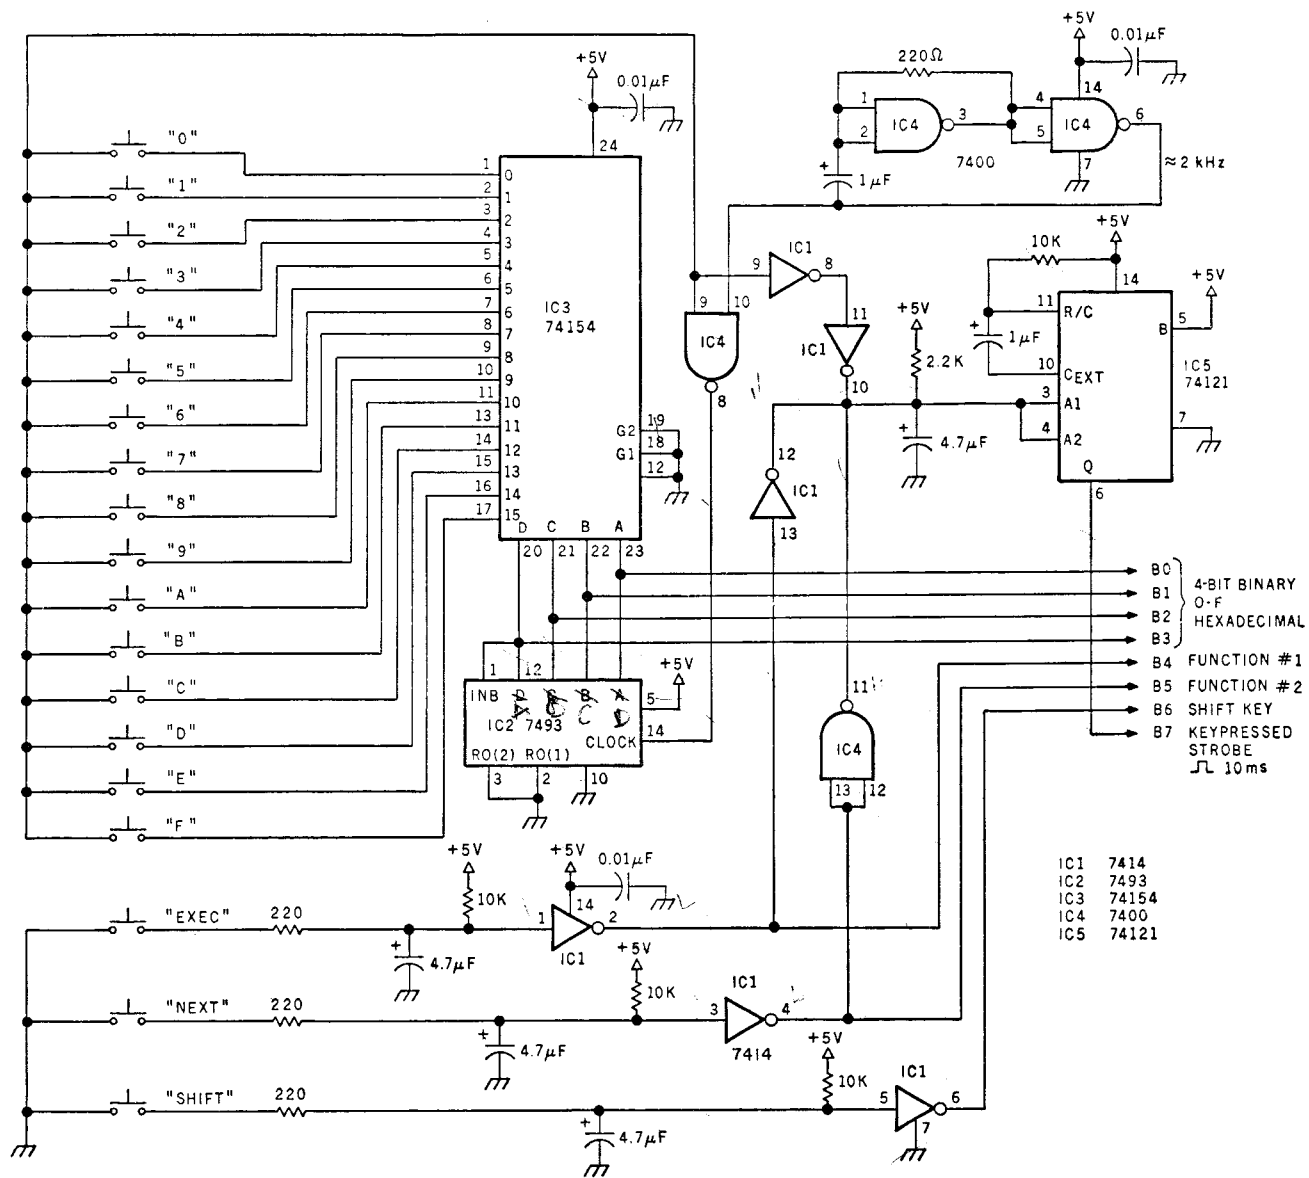 +5V
0.01µF
24
"0"
"1"
"2"
"3"
"4"
"5"
"6"
"7"
"8"
"9"
"A"
"B"
"C"
"D"
"E"
"F"
1 0
2 1
3 2
4 3
5 4
6 5
7 6
8 7
9 8
10 9
11 10
13 11
14 12
15 13
16 14
17 15
IC3
74154
G2 19
G1 18
12
D C B A
20 21 22 23
220Ω
+5V
0.01µF
14
1
2
IC4
3
7400
4
5
IC4
6
7
≈2 kHz
+
1µF
9 10
IC4
8
9
IC1
8
11
IC1
10
12
IC1
13
+5V
2.2K
+
4.7µF
10K
+5V
14
+5V
11 R/C
B 5
+
1µF
10 CEXT
IC5
74121
3 A1
4 A2
7
Q
6
1 12
+5V
INB D C B A
5
A D C D
IC2 7493
CLOCK 14
RO(2) RO(1)
3 2 10
11
IC4
13 12
B0
B1
B2
B3
4-BIT BINARY
0-F
HEXADECIMAL
B4 FUNCTION #1
B5 FUNCTION #2
B6 SHIFT KEY
B7 KEYPRESSED
STROBE
10ms
+5V
10K
+5V
0.01µF
14
"EXEC"
220
+
4.7µF
1
2
IC1
"NEXT"
220
+
4.7µF
+5V
10K
3
IC1
4
7414
"SHIFT"
220
+
4.7µF
+5V
10K
5
IC1
6
7
IC1 7414
IC2 7493
IC3 74154
IC4 7400
IC5 74121